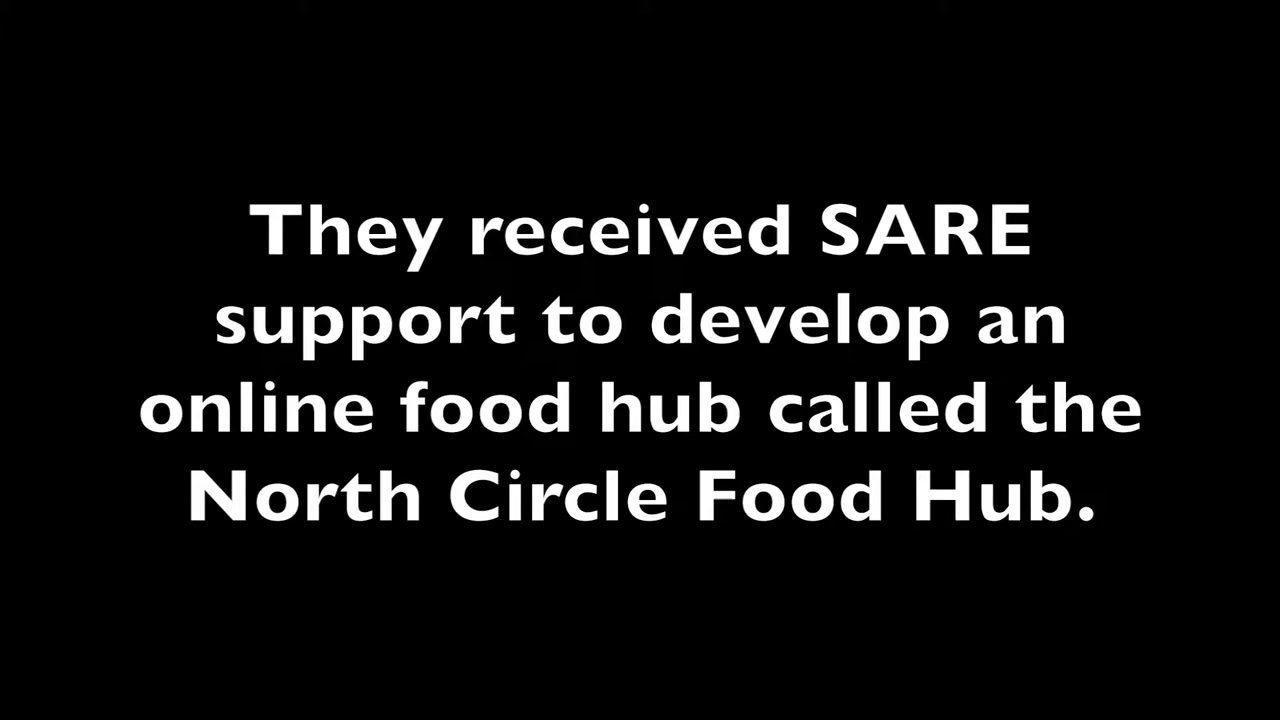 They received SARE
support to develop an
online food hub called the
North Circle Food Hub.